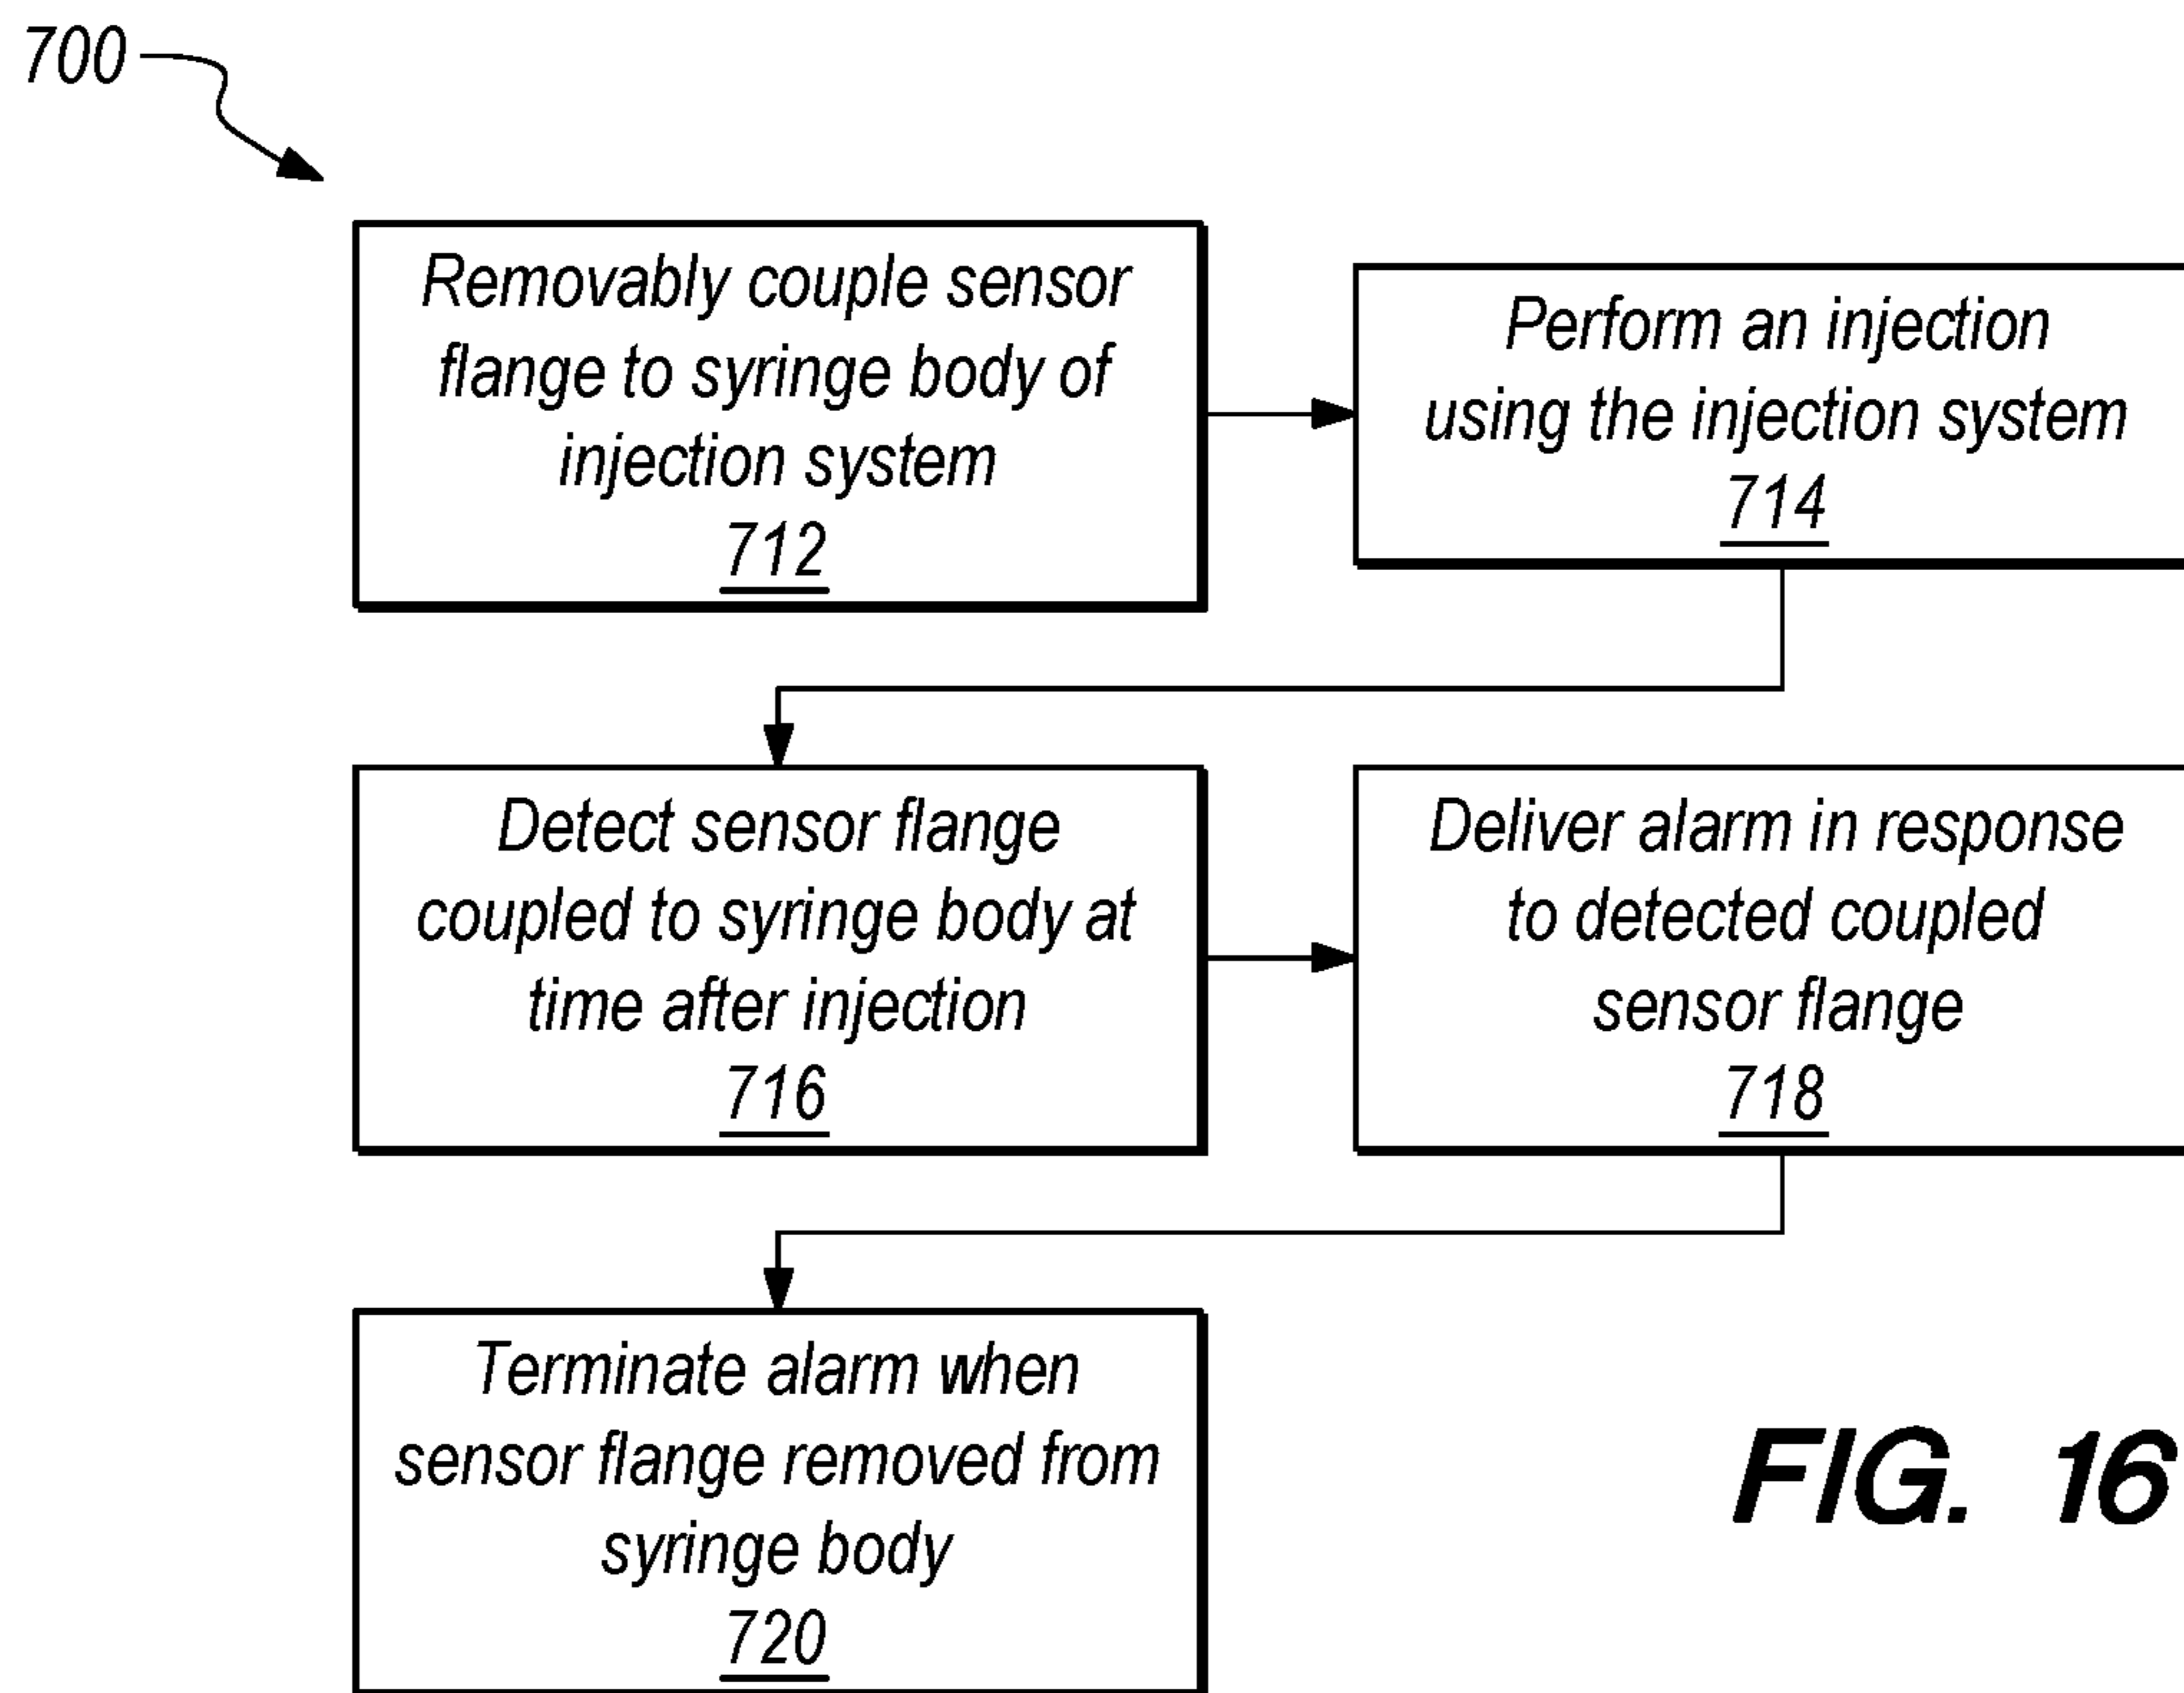 700
Removably couple sensor
flange to syringe body of
injection system
712
Perform an injection
using the injection system
714
Detect sensor flange
coupled to syringe body at
time after injection
716
Deliver alarm in response
to detected coupled
sensor flange
718
Terminate alarm when
sensor flange removed from
syringe body
720
FIG. 16